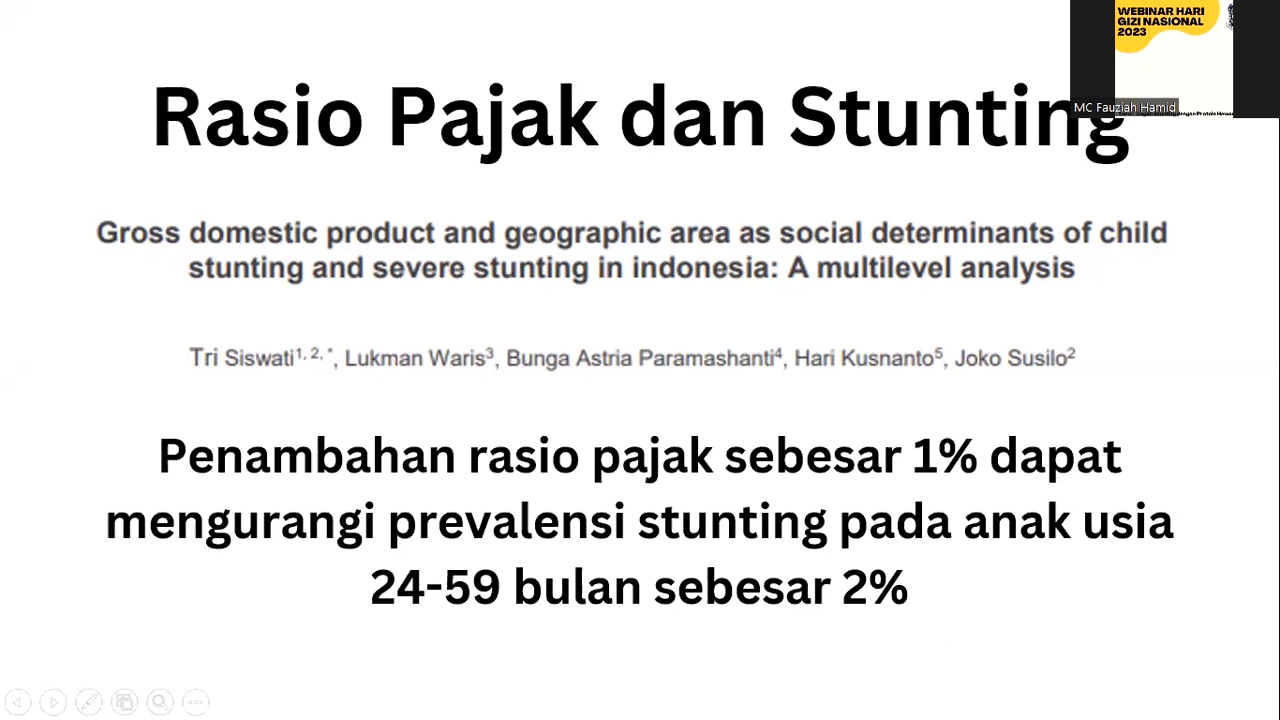 WEBINAR HARI
GIZI NASIONAL
2023
MC Fauziah Hamid
Rasio Pajak dan Stunting
Gross domestic product and geographic area as social determinants of child
stunting and severe stunting in indonesia: A multilevel analysis
Tri Siswati1, 2, *, Lukman Waris3, Bunga Astria Paramashanti4, Hari Kusnanto5, Joko Susilo2
Penambahan rasio pajak sebesar 1% dapat
mengurangi prevalensi stunting pada anak usia
24-59 bulan sebesar 2%